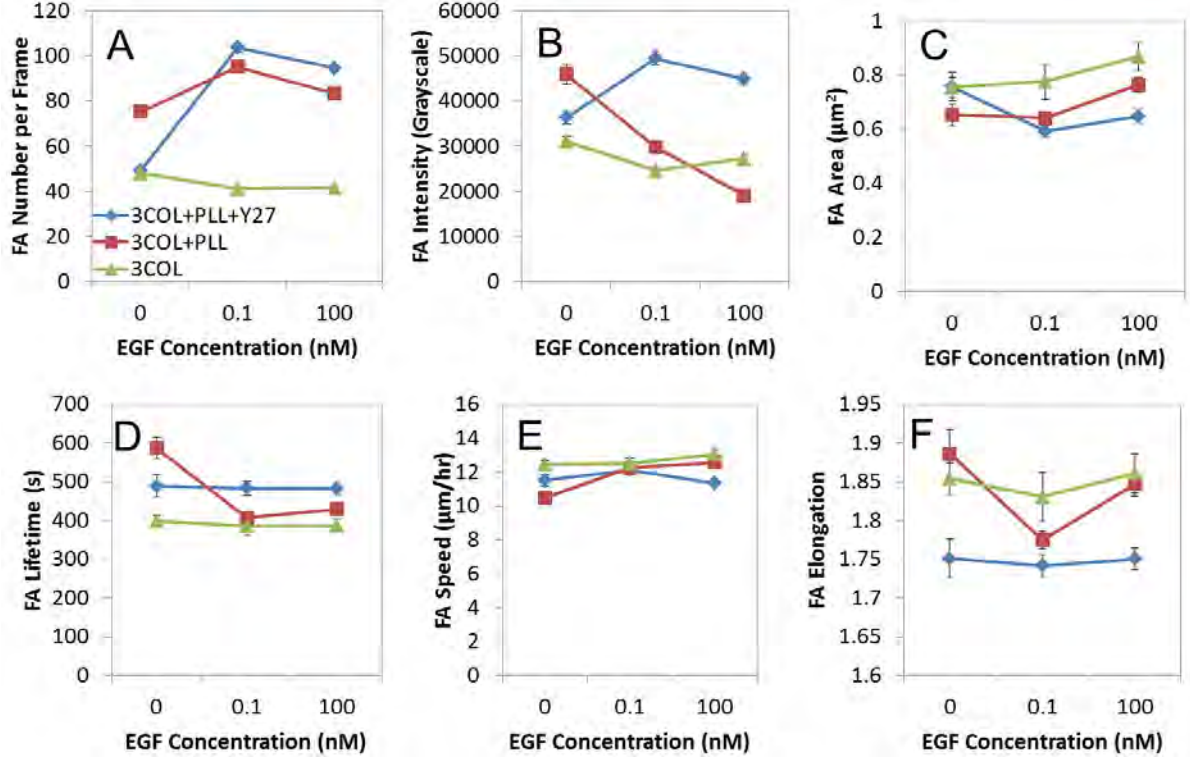 A
FA Number per Frame
120
100
80
60
40
20
0
3COL+PLL+Y27
3COL+PLL
3COL
0 0.1 100
EGF Concentration (nM)
B
FA Intensity (Grayscale)
60000
50000
40000
30000
20000
10000
0
0 0.1 100
EGF Concentration (nM)
C
FA Area (µm²)
1
0.8
0.6
0.4
0.2
0
0 0.1 100
EGF Concentration (nM)
D
FA Lifetime (s)
700
600
500
400
300
200
100
0
0 0.1 100
EGF Concentration (nM)
E
FA Speed (µm/hr)
16
14
12
10
8
6
4
2
0
0 0.1 100
EGF Concentration (nM)
F
FA Elongation
1.95
1.9
1.85
1.8
1.75
1.7
1.65
1.6
0 0.1 100
EGF Concentration (nM)